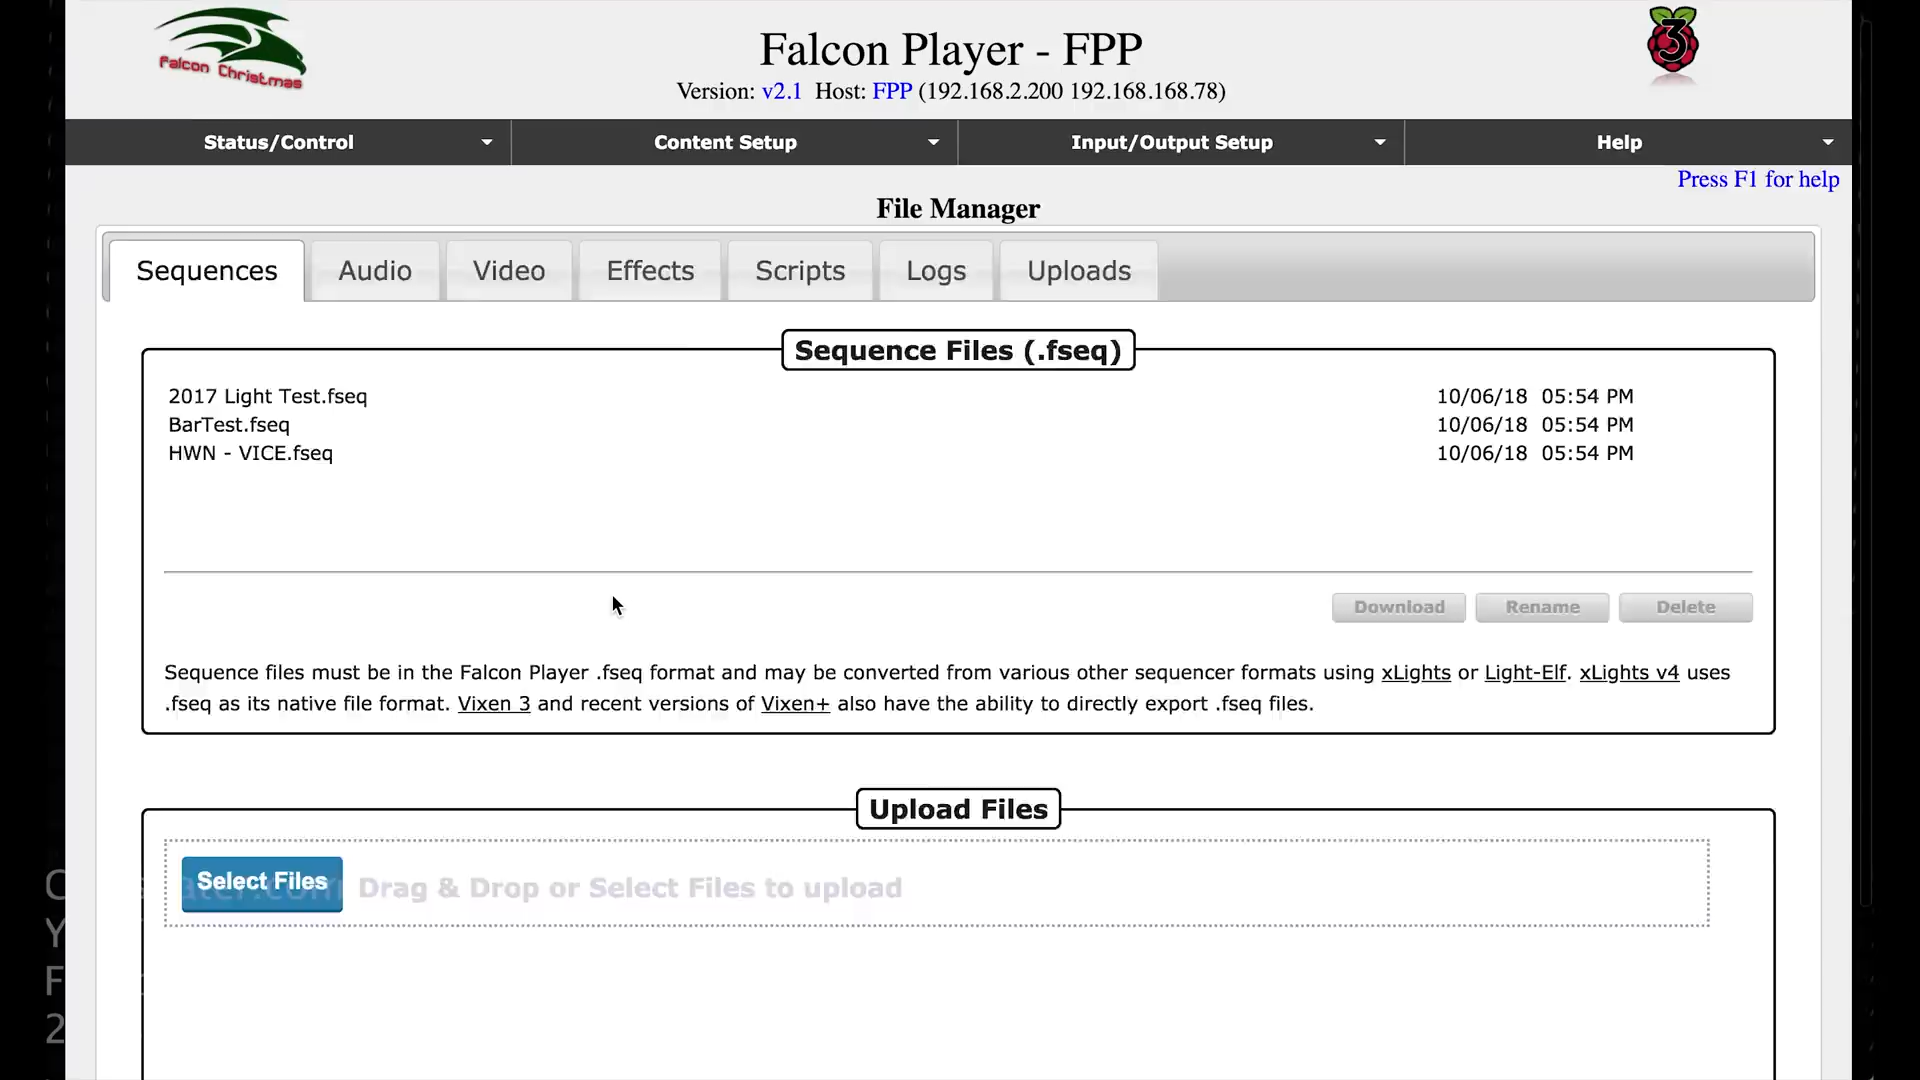 Falcon Christmas
Falcon Player - FPP
3
Version: v2.1 Host: FPP (192.168.2.200 192.168.168.78)
Status/Control
Content Setup
Input/Output Setup
Help
Press F1 for help
File Manager
Sequences
Audio
Video
Effects
Scripts
Logs
Uploads
Sequence Files (.fseq)
2017 Light Test.fseq 10/06/18 05:54 PM
BarTest.fseq 10/06/18 05:54 PM
HWN - VICE.fseq 10/06/18 05:54 PM
Download
Rename
Delete
Sequence files must be in the Falcon Player .fseq format and may be converted from various other sequencer formats using xLights or Light-Elf. xLights v4 uses
.fseq as its native file format. Vixen 3 and recent versions of Vixen+ also have the ability to directly export .fseq files.
Upload Files
Select Files
Drag & Drop or Select Files to upload